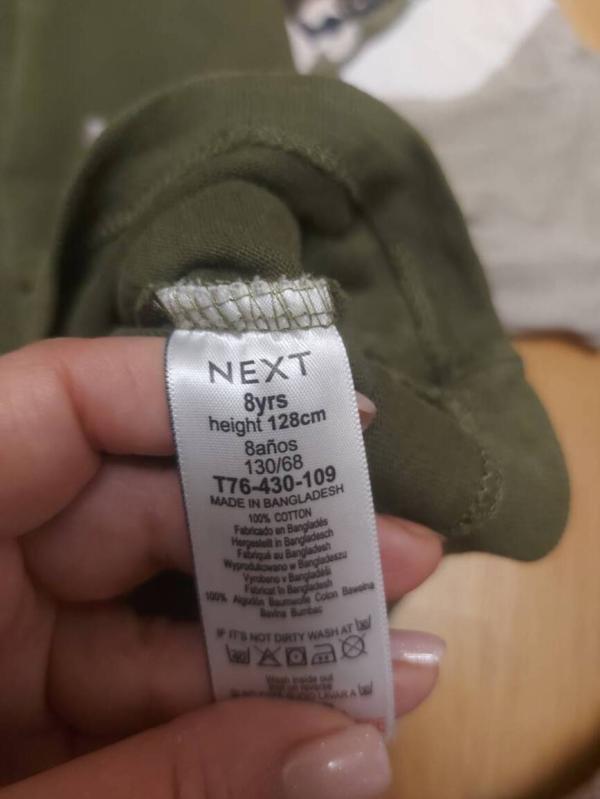 NEXT
8yrs
height 128cm
8años
130/68
T76-430-109
MADE IN BANGLADESH
100% COTTON
Fabricado en Bangladés
Hergestellt in Bangladesch
Fabriqué au Bangladesh
Wyprodukowano w Bangladeszu
Vyrobeno v Bangladéši
Fabricat în Bangladesh
100% Algodón Baumwolle Coton Bawełna
Bavlna Bumbac
IF IT'S NOT DIRTY WASH AT
Wash inside out
LAVAR A